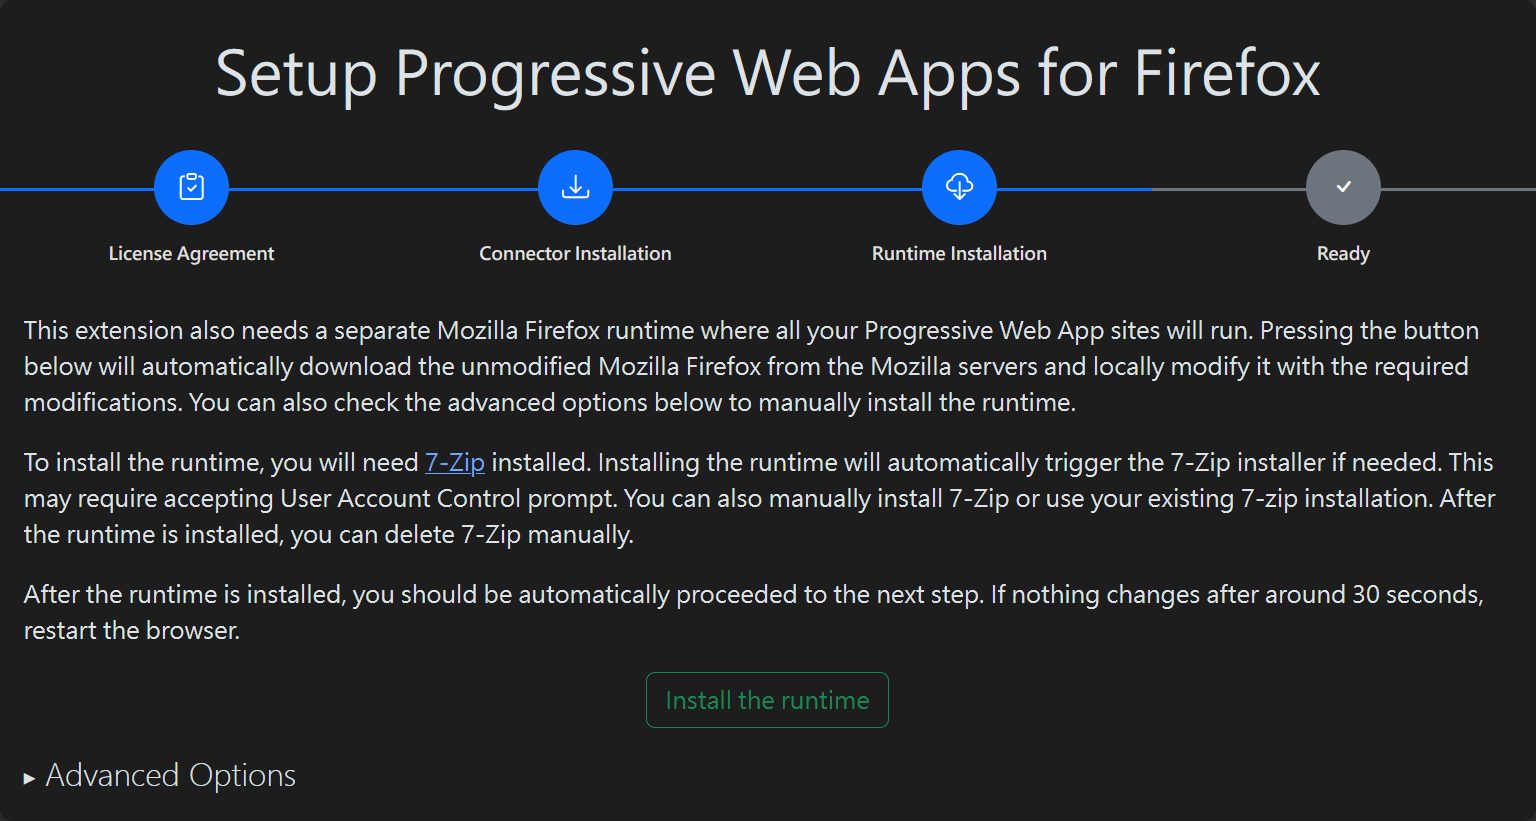 Setup Progressive Web Apps for Firefox
License Agreement
Connector Installation
Runtime Installation
Ready
This extension also needs a separate Mozilla Firefox runtime where all your Progressive Web App sites will run. Pressing the button
below will automatically download the unmodified Mozilla Firefox from the Mozilla servers and locally modify it with the required
modifications. You can also check the advanced options below to manually install the runtime.
To install the runtime, you will need 7-Zip installed. Installing the runtime will automatically trigger the 7-Zip installer if needed. This
may require accepting User Account Control prompt. You can also manually install 7-Zip or use your existing 7-zip installation. After
the runtime is installed, you can delete 7-Zip manually.
After the runtime is installed, you should be automatically proceeded to the next step. If nothing changes after around 30 seconds,
restart the browser.
Install the runtime
Advanced Options